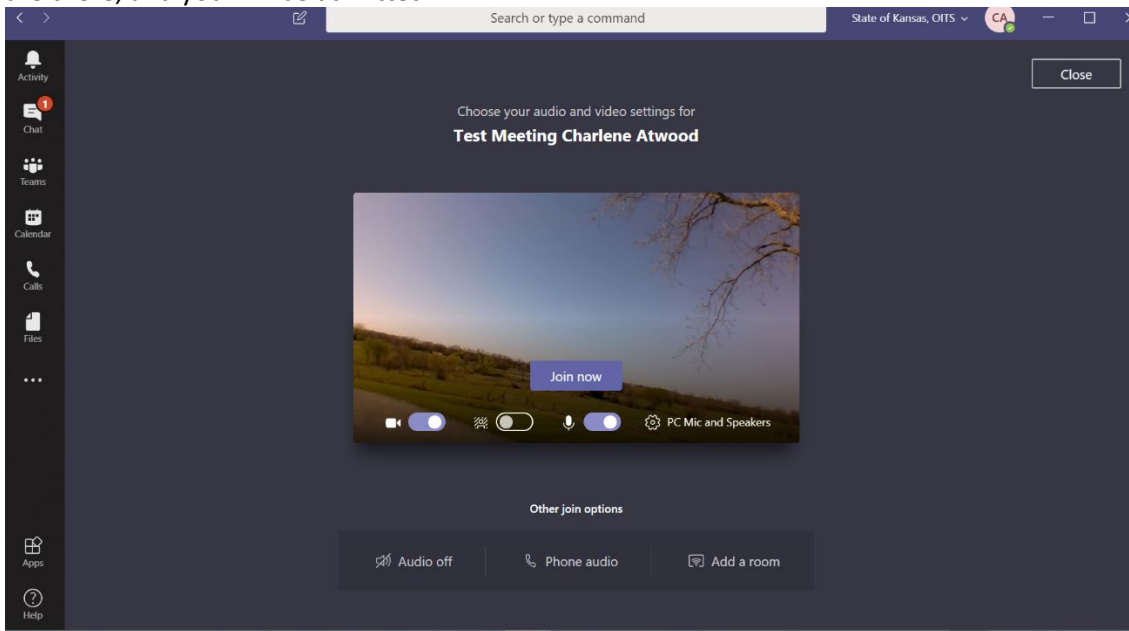 Search or type a command
State of Kansas, OITS
CA
Activity
1
Chat
Teams
Calendar
Calls
Files
Apps
Help
Close
Choose your audio and video settings for
Test Meeting Charlene Atwood
Join now
PC Mic and Speakers
Other join options
Audio off
Phone audio
Add a room